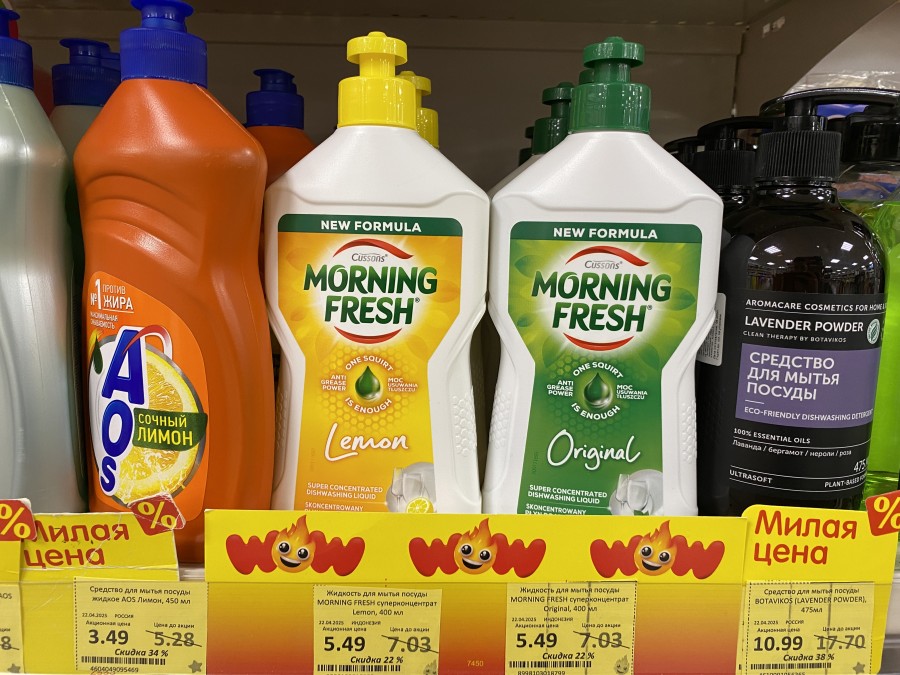 ПРОТИВ
№1 ЖИРА
AOS
СОЧНЫЙ
ЛИМОН
NEW FORMULA
Cussons
MORNING
FRESH®
ONE SQUIRT
ANTI
GREASE
POWER
MOC
USUWANIA
TŁUSZCZU
IS ENOUGH
Lemon
SUPER CONCENTRATED
DISHWASHING LIQUID
SKONCENTROWANY
NEW FORMULA
Cussons
MORNING
FRESH®
ONE SQUIRT
ANTI
GREASE
POWER
MOC
USUWANIA
TŁUSZCZU
IS ENOUGH
Original
SUPER CONCENTRATED
DISHWASHING LIQUID
SKONCENTROWANY
AROMACARE COSMETICS FOR HOME
LAVENDER POWDER
CLEAN THERAPY BY BOTAVIKOS
СРЕДСТВО
ДЛЯ МЫТЬЯ
ПОСУДЫ
ECO-FRIENDLY DISHWASHING
100% ESSENTIAL OILS
Лаванда / бергамот / нероли / роза
475
ULTRASOFT
PLANT-BASED
%
Милая
цена
%
WOW
WOW
WOW
Милая
цена
%
Средство для мытья посуды
жидкое AOS Лимон, 450 мл
22.04.2025 РОССИЯ
Акционная цена Цена до акции
3.49 5.28
Скидка 34 %
4604049095469
Жидкость для мытья посуды
MORNING FRESH суперконцентрат
Lemon, 400 мл
22.04.2025 ИНДОНЕЗИЯ
Акционная цена Цена до акции
5.49 7.03
Скидка 22 %
7450
Жидкость для мытья посуды
MORNING FRESH суперконцентрат
Original, 400 мл
22.04.2025 ИНДОНЕЗИЯ
Акционная цена Цена до акции
5.49 7.03
Скидка 22 %
8998103018799
Средство для мытья посуды
BOTAVIKOS (LAVENDER POWDER),
475мл
22.04.2025 РОССИЯ
Акционная цена Цена до акции
10.99 17.70
Скидка 38 %